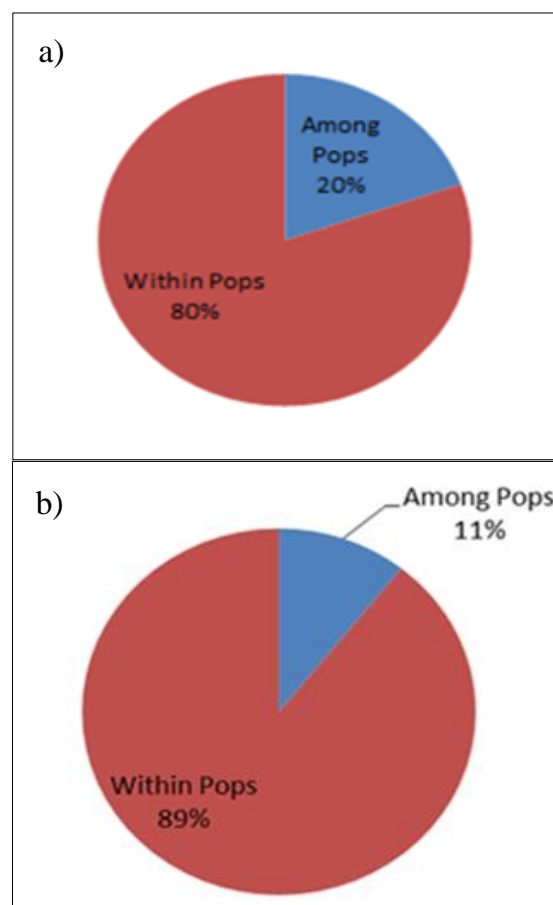 a)
Among
Pops
20%
Within Pops
80%
b)
Among Pops
11%
Within Pops
89%